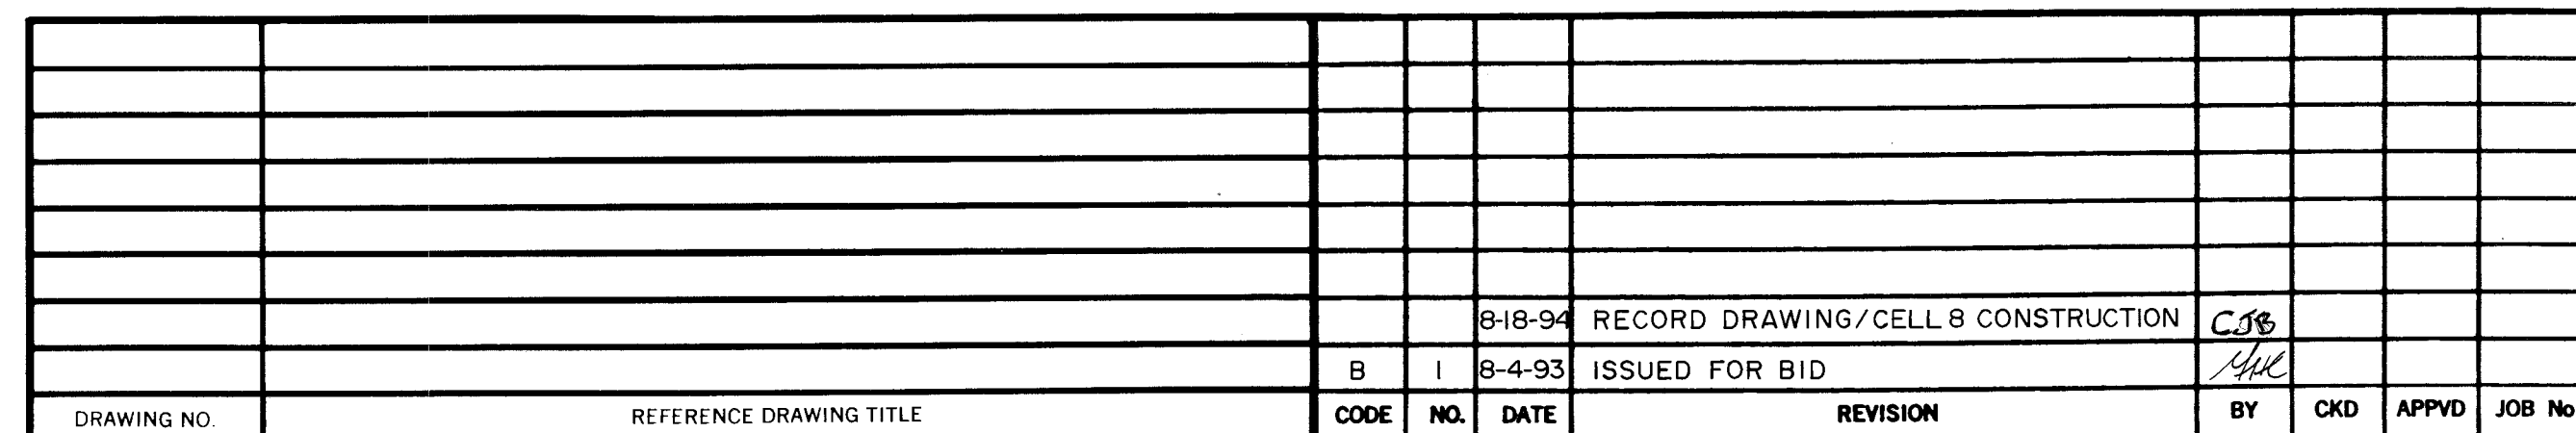 8-18-94 RECORD DRAWING/CELL 8 CONSTRUCTION CJB
B 1 8-4-93 ISSUED FOR BID
DRAWING NO. REFERENCE DRAWING TITLE CODE NO. DATE REVISION BY CKD APPVD JOB No